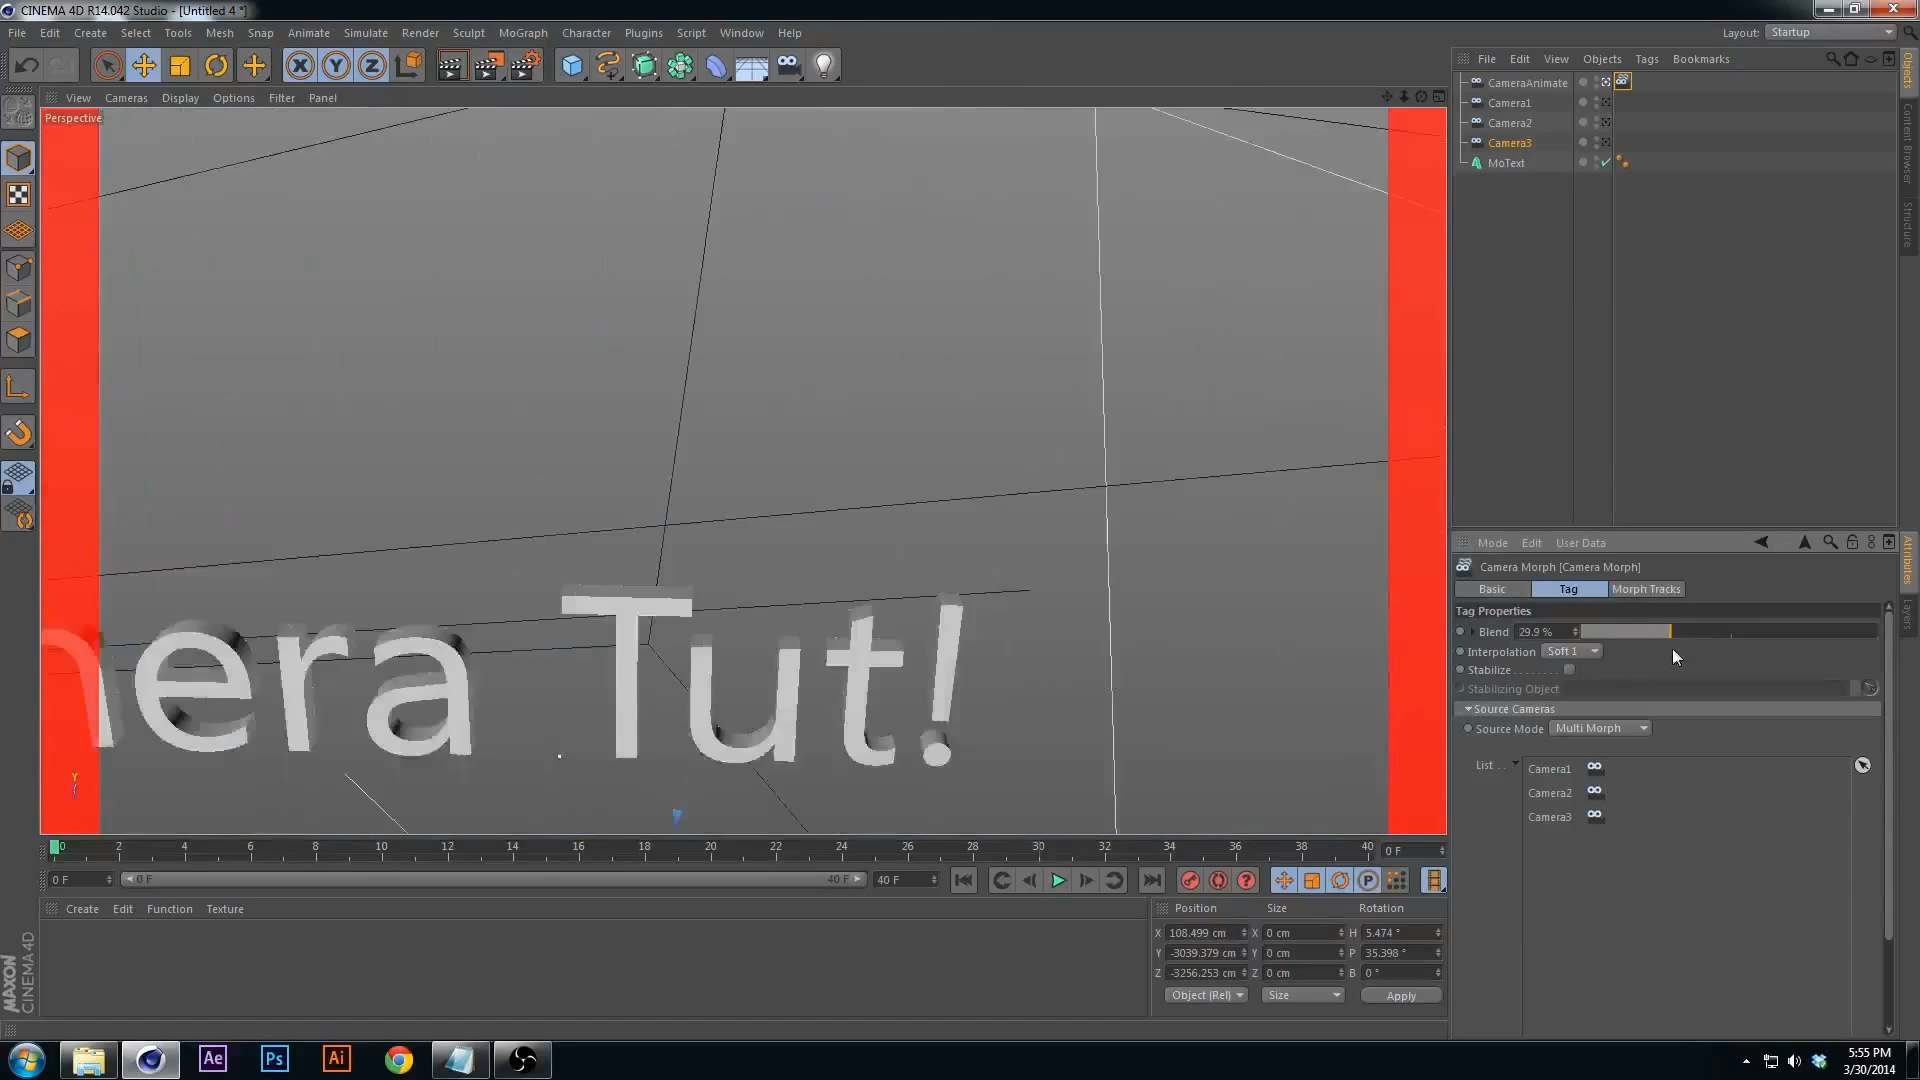 CINEMA 4D R14.042 Studio - [Untitled 4 *]
File Edit Create Select Tools Mesh Snap Animate Simulate Render Sculpt MoGraph Character Plugins Script Window Help
Layout: Startup
X Y Z
View Cameras Display Options Filter Panel
Perspective
File Edit View Objects Tags Bookmarks
CameraAnimate
Camera1
Camera2
Camera3
MoText
Objects
Content Browser
Structure
mera Tut!
Y
Mode Edit User Data
Camera Morph [Camera Morph]
Basic Tag Morph Tracks
Tag Properties
Blend 29.9 %
Interpolation Soft 1
Stabilize
Stabilizing Object
Source Cameras
Source Mode Multi Morph
List
Camera1
Camera2
Camera3
Attributes
Layers
0 2 4 6 8 10 12 14 16 18 20 22 24 26 28 30 32 34 36 38 40 0 F
0 F 0 F 40 F 40 F
P
Create Edit Function Texture
Position Size Rotation
X 108.499 cm X 0 cm H 5.474 °
Y -3039.379 cm Y 0 cm P 35.398 °
Z -3256.253 cm Z 0 cm B 0 °
Object (Rel) Size Apply
MAXON
CINEMA 4D
Ae Ps Ai
5:55 PM
3/30/2014